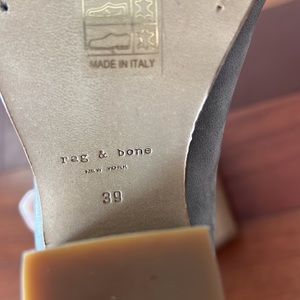 MADE IN ITALY
rag & bone
NEW YORK
39